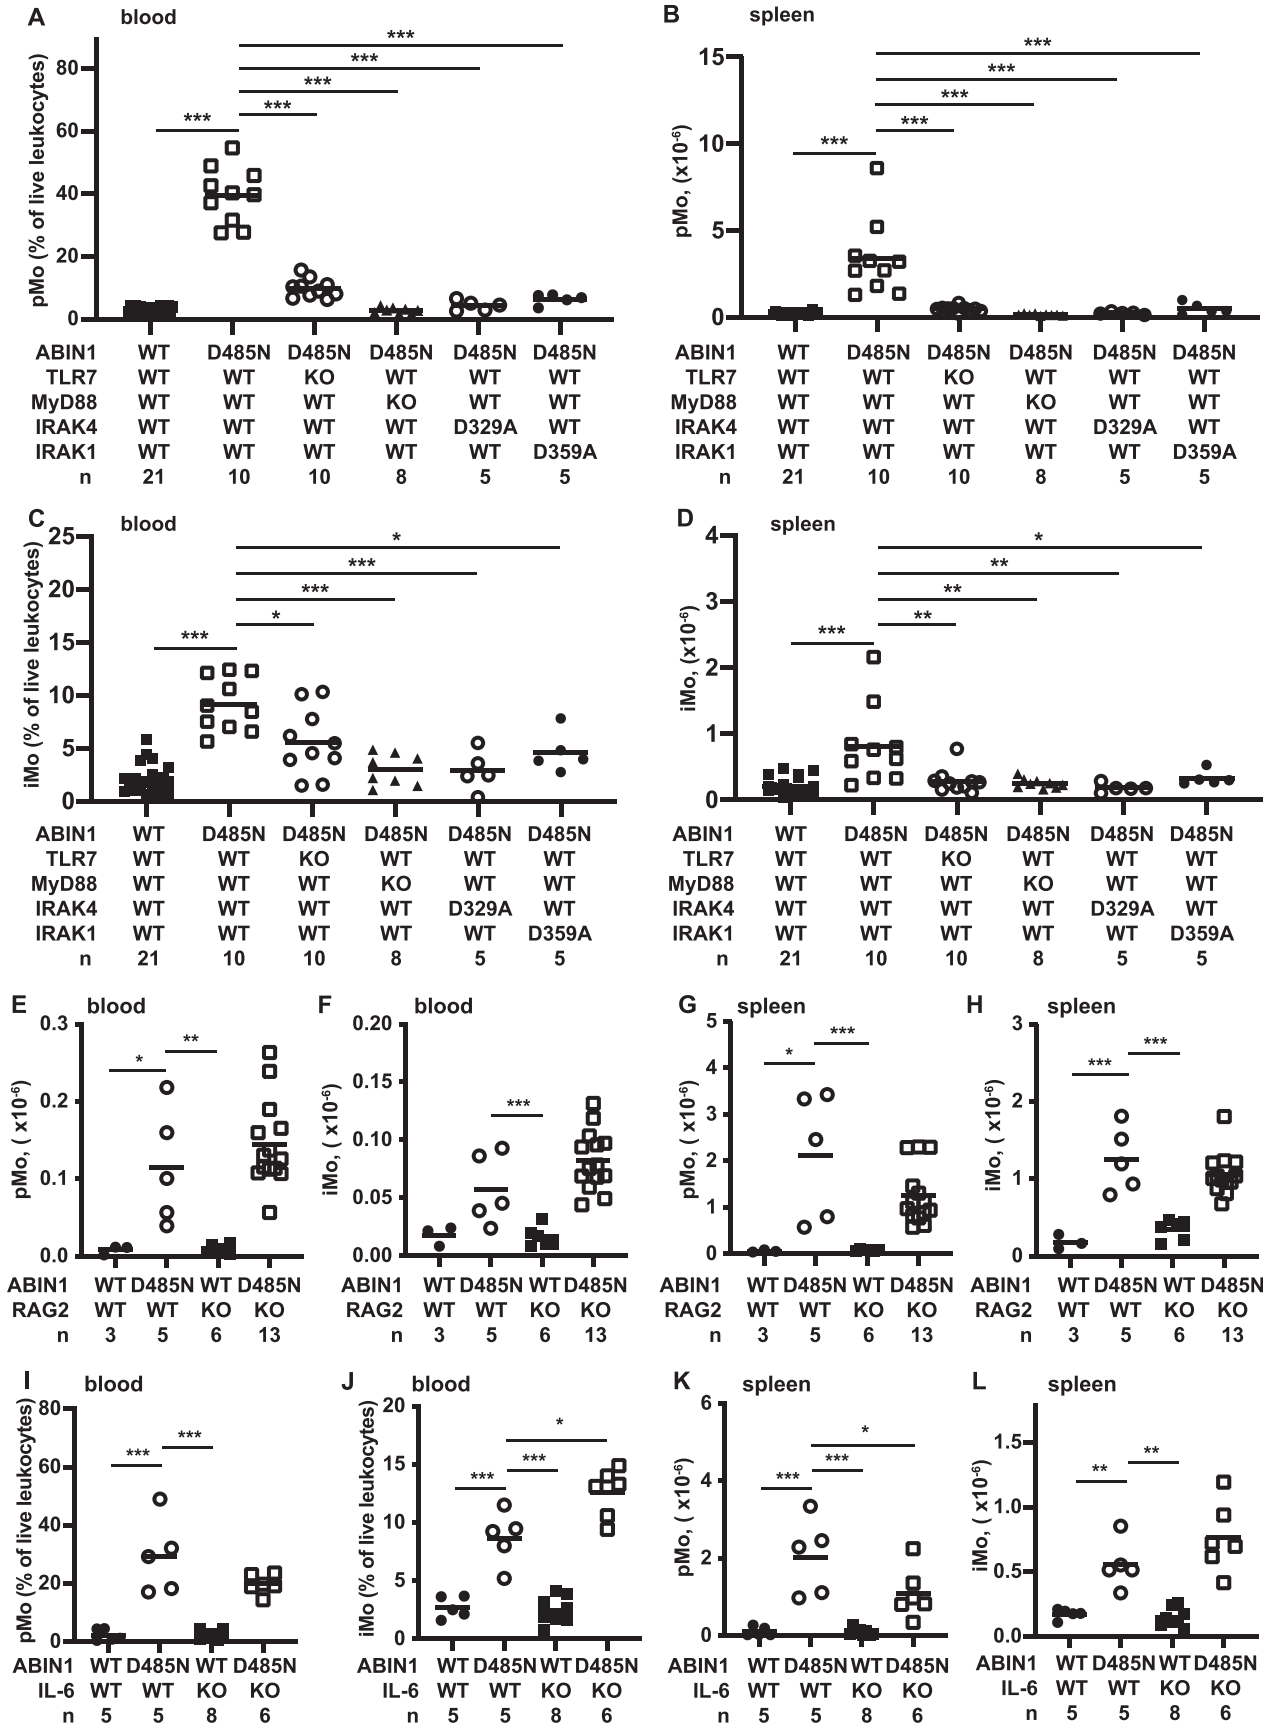 A blood
pMo (% of live leukocytes)
80
60
40
20
0
*** *** *** *** ***
ABIN1 WT D485N D485N D485N D485N D485N
TLR7 WT WT KO WT WT WT
MyD88 WT WT WT KO WT WT
IRAK4 WT WT WT WT D329A WT
IRAK1 WT WT WT WT WT D359A
n 21 10 10 8 5 5
B spleen
pMo, (x10-6)
15
10
5
0
*** *** *** *** ***
ABIN1 WT D485N D485N D485N D485N D485N
TLR7 WT WT KO WT WT WT
MyD88 WT WT WT KO WT WT
IRAK4 WT WT WT WT D329A WT
IRAK1 WT WT WT WT WT D359A
n 21 10 10 8 5 5
C blood
iMo (% of live leukocytes)
25
20
15
10
5
0
* *** *** * ***
ABIN1 WT D485N D485N D485N D485N D485N
TLR7 WT WT KO WT WT WT
MyD88 WT WT WT KO WT WT
IRAK4 WT WT WT WT D329A WT
IRAK1 WT WT WT WT WT D359A
n 21 10 10 8 5 5
D spleen
iMo, (x10-6)
4
3
2
1
0
* ** ** ** ***
ABIN1 WT D485N D485N D485N D485N D485N
TLR7 WT WT KO WT WT WT
MyD88 WT WT WT KO WT WT
IRAK4 WT WT WT WT D329A WT
IRAK1 WT WT WT WT WT D359A
n 21 10 10 8 5 5
E blood
pMo, ( x10-6)
0.3
0.2
0.1
0.0
* **
ABIN1 WT D485N WT D485N
RAG2 WT WT KO KO
n 3 5 6 13
F blood
iMo, ( x10-6)
0.20
0.15
0.10
0.05
0.00
***
ABIN1 WT D485N WT D485N
RAG2 WT WT KO KO
n 3 5 6 13
G spleen
pMo, ( x10-6)
5
4
3
2
1
0
* ***
ABIN1 WT D485N WT D485N
RAG2 WT WT KO KO
n 3 5 6 13
H spleen
iMo, ( x10-6)
3
2
1
0
*** ***
ABIN1 WT D485N WT D485N
RAG2 WT WT KO KO
n 3 5 6 13
I blood
pMo (% of live leukocytes)
80
60
40
20
0
*** ***
ABIN1 WT D485N WT D485N
IL-6 WT WT KO KO
n 5 5 8 6
J blood
iMo (% of live leukocytes)
20
15
10
5
0
*** *** *
ABIN1 WT D485N WT D485N
IL-6 WT WT KO KO
n 5 5 8 6
K spleen
pMo, ( x10-6)
6
4
2
0
*** *** *
ABIN1 WT D485N WT D485N
IL-6 WT WT KO KO
n 5 5 8 6
L spleen
iMo, ( x10-6)
1.5
1.0
0.5
0.0
** **
ABIN1 WT D485N WT D485N
IL-6 WT WT KO KO
n 5 5 8 6